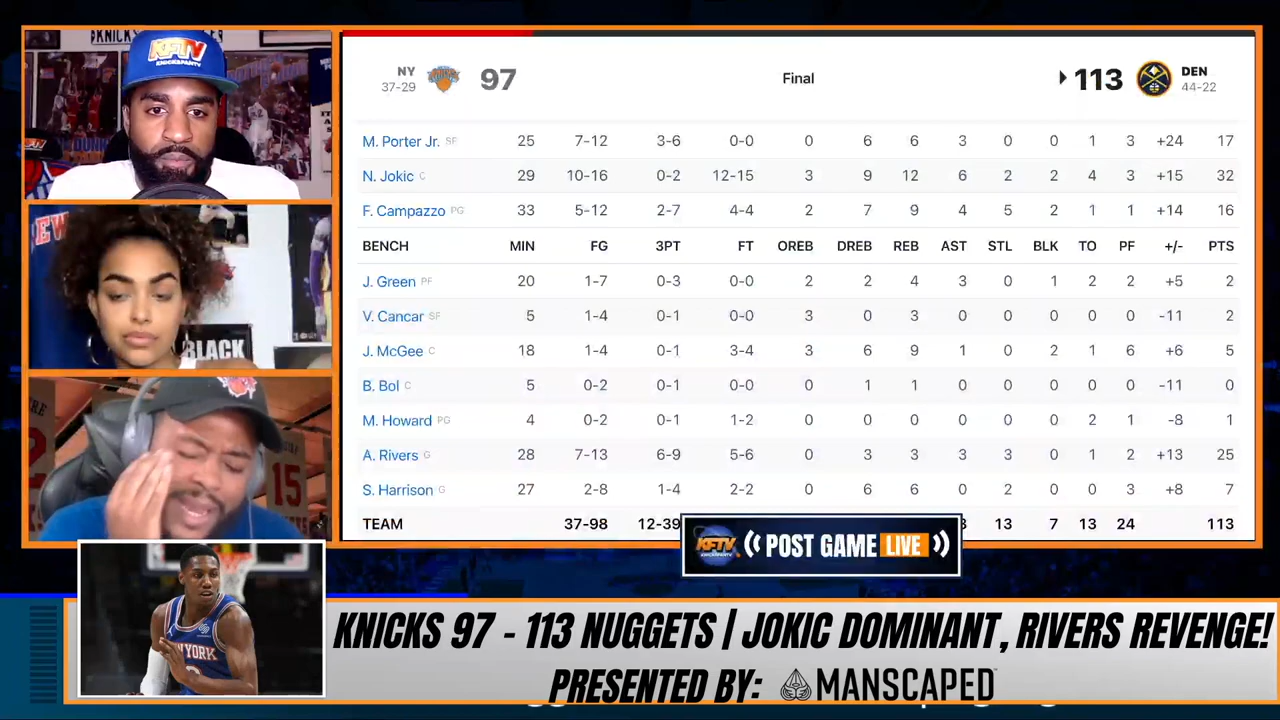 KNICKS
KFTV
KNICKSFANTV
EW
BLACK
15
NY
37-29
97
Final
113
DEN
44-22
M. Porter Jr. SF 25 7-12 3-6 0-0 0 6 6 3 0 0 1 3 +24 17
N. Jokic C 29 10-16 0-2 12-15 3 9 12 6 2 2 4 3 +15 32
F. Campazzo PG 33 5-12 2-7 4-4 2 7 9 4 5 2 1 1 +14 16
BENCH MIN FG 3PT FT OREB DREB REB AST STL BLK TO PF +/- PTS
J. Green PF 20 1-7 0-3 0-0 2 2 4 3 0 1 2 2 +5 2
V. Cancar SF 5 1-4 0-1 0-0 3 0 3 0 0 0 0 0 -11 2
J. McGee C 18 1-4 0-1 3-4 3 6 9 1 0 2 1 6 +6 5
B. Bol C 5 0-2 0-1 0-0 0 1 1 0 0 0 0 0 -11 0
M. Howard PG 4 0-2 0-1 1-2 0 0 0 0 0 0 2 1 -8 1
A. Rivers G 28 7-13 6-9 5-6 0 3 3 3 3 0 1 2 +13 25
S. Harrison G 27 2-8 1-4 2-2 0 6 6 0 2 0 0 3 +8 7
TEAM 37-98 12-39 13 7 13 24 113
KFTV
POST GAME LIVE
KNICKS 97 - 113 NUGGETS / JOKIC DOMINANT, RIVERS REVENGE!
PRESENTED BY: MANSCAPED